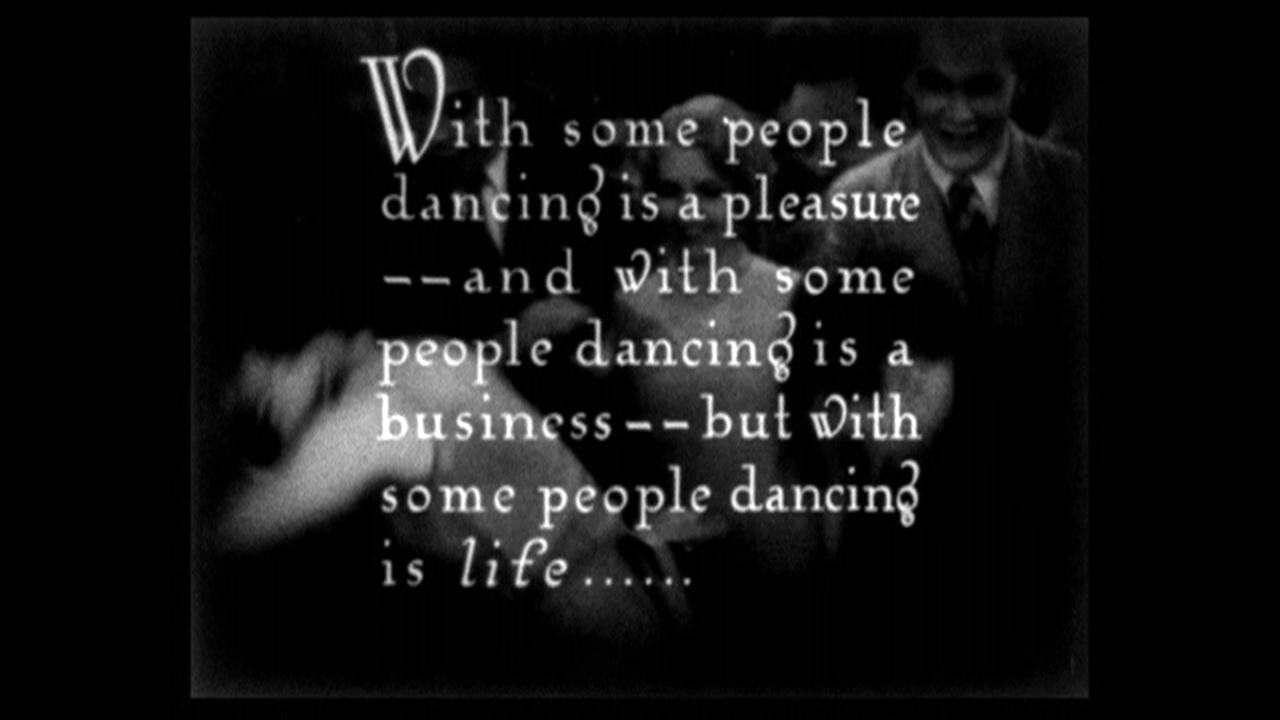 With some people
dancing is a pleasure
--and with some
people dancing is a
business--but with
some people dancing
is life......